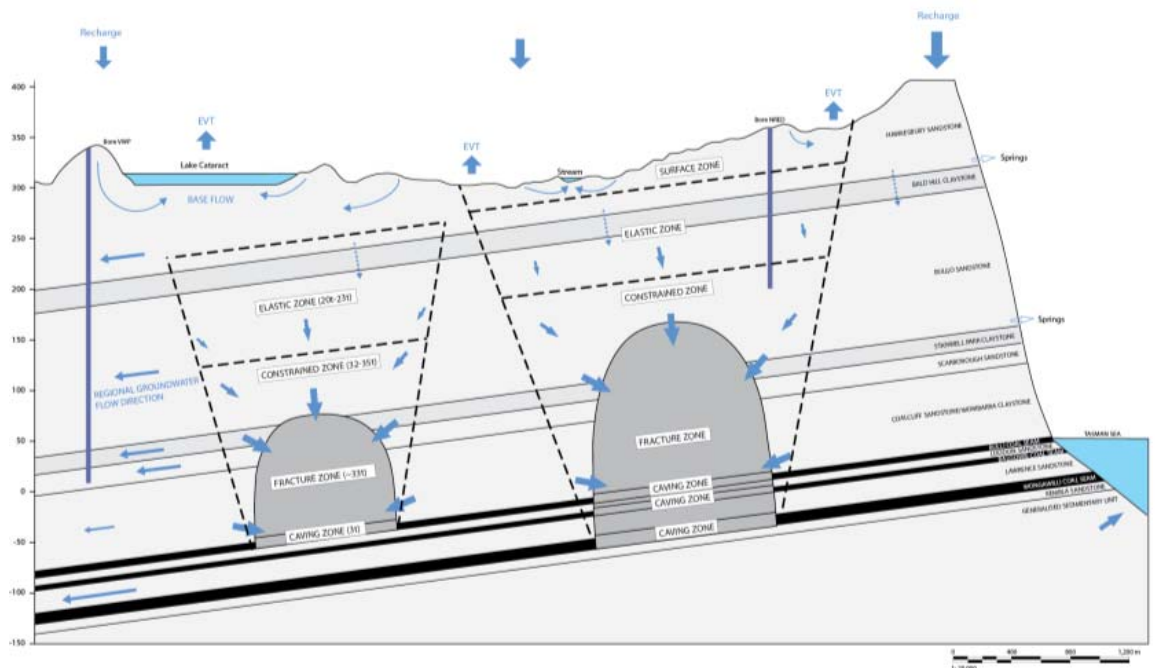 Recharge
Recharge
400
350
300
250
200
150
100
50
0
-50
-100
-150
EVT
EVT
EVT
Lake Cataract
Stream
BASE FLOW
SURFACE ZONE
HAWKESBURY SANDSTONE
Springs
BALD HILL CLAYSTONE
ELASTIC ZONE
BULGO SANDSTONE
ELASTIC ZONE (20t-23t)
CONSTRAINED ZONE
Springs
STANWELL PARK CLAYSTONE
SCARBOROUGH SANDSTONE
CONSTRAINED ZONE (32-35t)
REGIONAL GROUNDWATER
FLOW DIRECTION
COALCLIFF SANDSTONE/WOMBARRA CLAYSTONE
FRACTURE ZONE
TASMAN SEA
BULLI COAL SEAM
LAWRENCE SANDSTONE
WONGAWILLI COAL SEAM
KEMBLA SANDSTONE
GENERALISED SEDIMENTARY UNIT
FRACTURE ZONE (~33t)
CAVING ZONE
CAVING ZONE
CAVING ZONE (3t)
CAVING ZONE
0 400 800 1,200 m